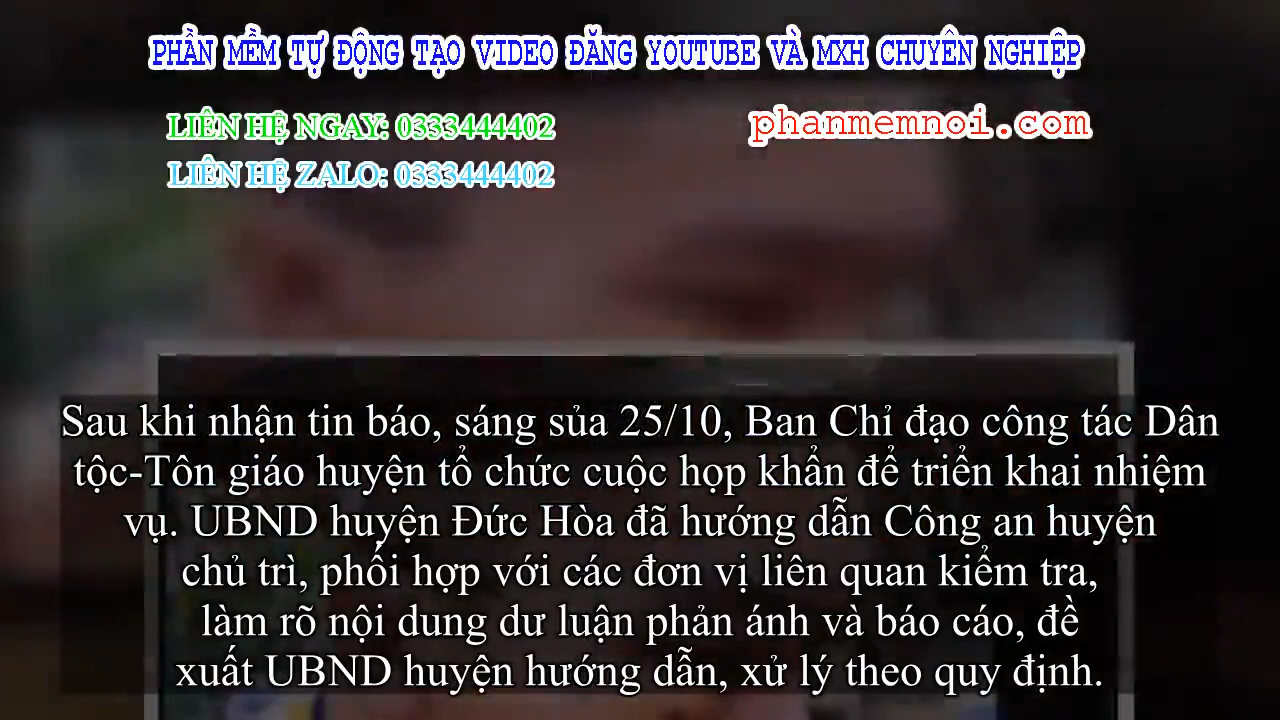 PHẦN MỀM TỰ ĐỘNG TẠO VIDEO ĐĂNG YOUTUBE VÀ MXH CHUYÊN NGHIỆP
LIÊN HỆ NGAY: 0333444402
phanmemnoi.com
LIÊN HỆ ZALO: 0333444402
Sau khi nhận tin báo, sáng sủa 25/10, Ban Chỉ đạo công tác Dân
tộc-Tôn giáo huyện tổ chức cuộc họp khẩn để triển khai nhiệm
vụ. UBND huyện Đức Hòa đã hướng dẫn Công an huyện
chủ trì, phối hợp với các đơn vị liên quan kiểm tra,
làm rõ nội dung dư luận phản ánh và báo cáo, đề
xuất UBND huyện hướng dẫn, xử lý theo quy định.